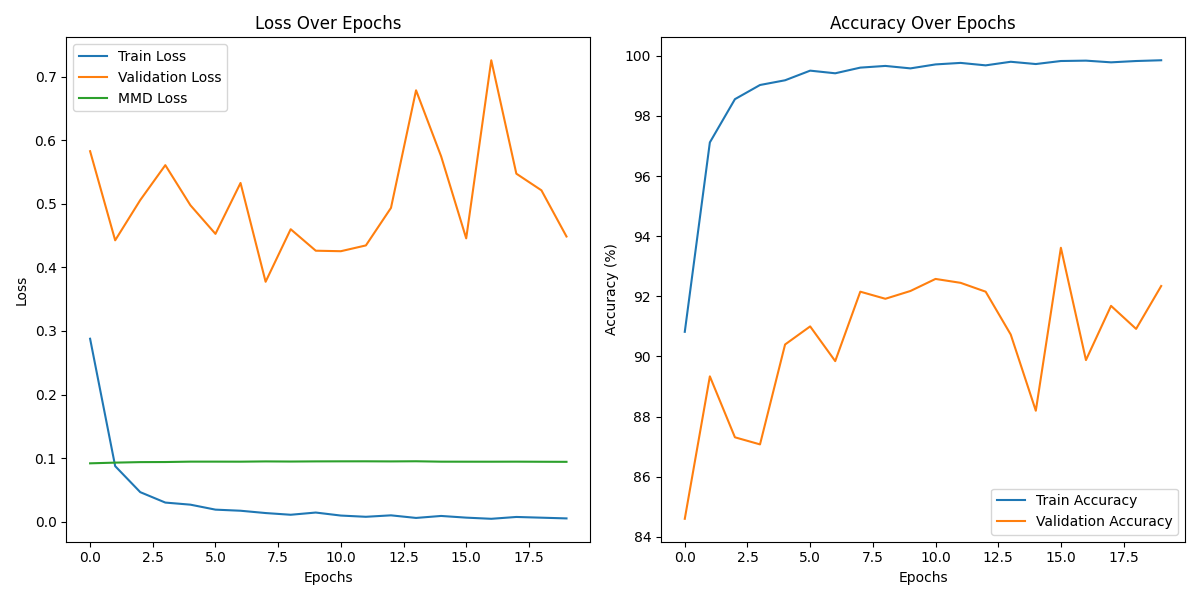 Loss Over Epochs
Train Loss
Validation Loss
MMD Loss
0.7
0.6
0.5
0.4
0.3
0.2
0.1
0.0
Loss
0.0 2.5 5.0 7.5 10.0 12.5 15.0 17.5
Epochs
Accuracy Over Epochs
100
98
96
94
92
90
88
86
84
Accuracy (%)
Train Accuracy
Validation Accuracy
0.0 2.5 5.0 7.5 10.0 12.5 15.0 17.5
Epochs